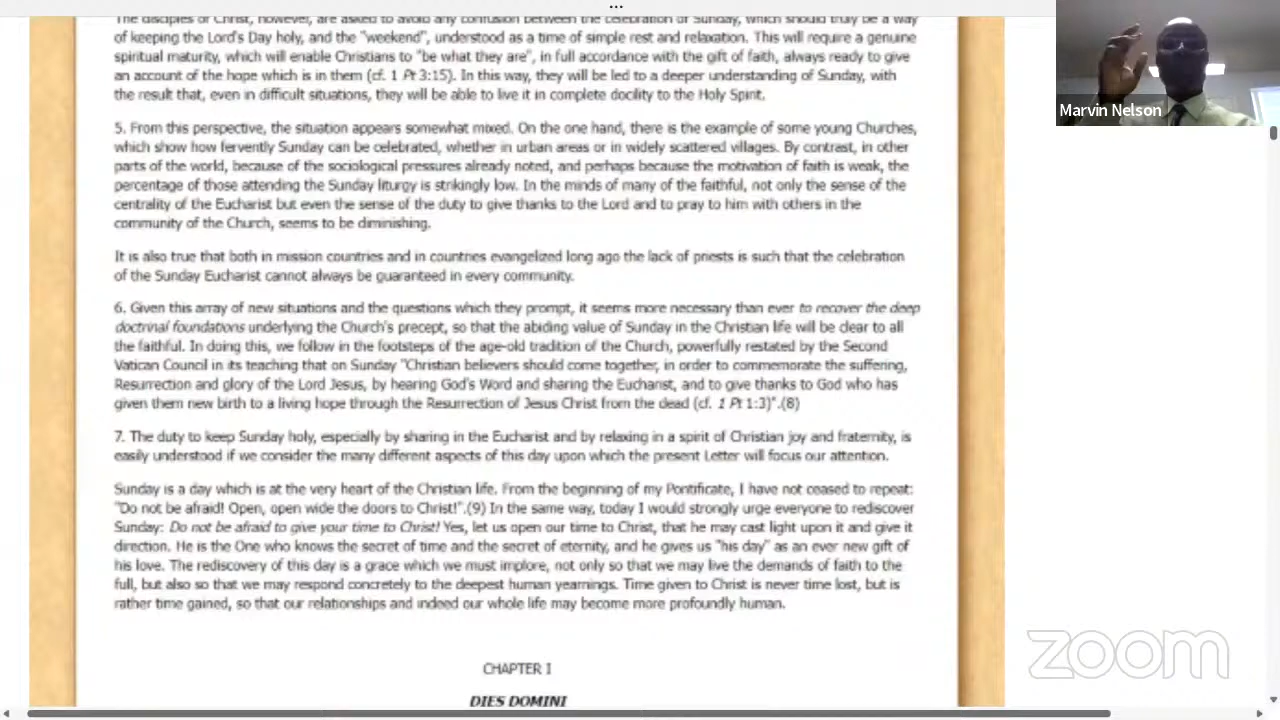 The disciples of Christ, however, are asked to avoid any confusion between the celebration of Sunday, which should truly be a way
of keeping the Lord's Day holy, and the "weekend", understood as a time of simple rest and relaxation. This will require a genuine
spiritual maturity, which will enable Christians to "be what they are", in full accordance with the gift of faith, always ready to give
an account of the hope which is in them (cf. 1 Pt 3:15). In this way, they will be led to a deeper understanding of Sunday, with
the result that, even in difficult situations, they will be able to live it in complete docility to the Holy Spirit.
5. From this perspective, the situation appears somewhat mixed. On the one hand, there is the example of some young Churches,
which show how fervently Sunday can be celebrated, whether in urban areas or in widely scattered villages. By contrast, in other
parts of the world, because of the sociological pressures already noted, and perhaps because the motivation of faith is weak, the
percentage of those attending the Sunday liturgy is strikingly low. In the minds of many of the faithful, not only the sense of the
centrality of the Eucharist but even the sense of the duty to give thanks to the Lord and to pray to him with others in the
community of the Church, seems to be diminishing.
It is also true that both in mission countries and in countries evangelized long ago the lack of priests is such that the celebration
of the Sunday Eucharist cannot always be guaranteed in every community.
6. Given this array of new situations and the questions which they prompt, it seems more necessary than ever to recover the deep
doctrinal foundations underlying the Church's precept, so that the abiding value of Sunday in the Christian life will be clear to all
the faithful. In doing this, we follow in the footsteps of the age-old tradition of the Church, powerfully restated by the Second
Vatican Council in its teaching that on Sunday "Christian believers should come together, in order to commemorate the suffering,
Resurrection and glory of the Lord Jesus, by hearing God's Word and sharing the Eucharist, and to give thanks to God who has
given them new birth to a living hope through the Resurrection of Jesus Christ from the dead (cf. 1 Pt 1:3)".(8)
7. The duty to keep Sunday holy, especially by sharing in the Eucharist and by relaxing in a spirit of Christian joy and fraternity, is
easily understood if we consider the many different aspects of this day upon which the present Letter will focus our attention.
Sunday is a day which is at the very heart of the Christian life. From the beginning of my Pontificate, I have not ceased to repeat:
"Do not be afraid! Open, open wide the doors to Christ!".(9) In the same way, today I would strongly urge everyone to rediscover
Sunday: Do not be afraid to give your time to Christ! Yes, let us open our time to Christ, that he may cast light upon it and give it
direction. He is the One who knows the secret of time and the secret of eternity, and he gives us "his day" as an ever new gift of
his love. The rediscovery of this day is a grace which we must implore, not only so that we may live the demands of faith to the
full, but also so that we may respond concretely to the deepest human yearnings. Time given to Christ is never time lost, but is
rather time gained, so that our relationships and indeed our whole life may become more profoundly human.
CHAPTER I
DIES DOMINI
Marvin Nelson
zoom